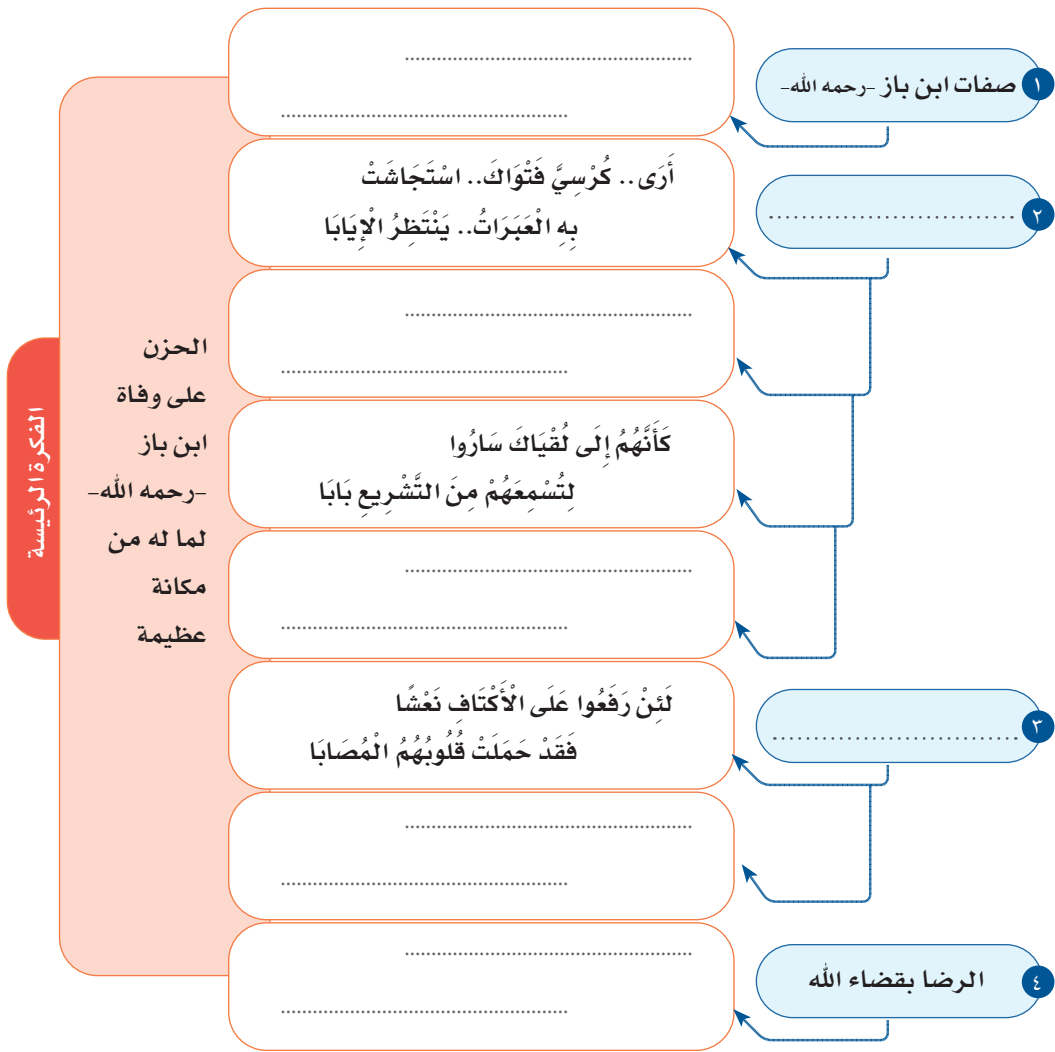 ١ صفات ابن باز -رحمه الله-
..............................................
..............................................
٢ ............................
أَرَى.. كُرْسِيَّ فَتْوَاكَ.. اسْتَجَاشَتْ
بِهِ الْعَبَرَاتُ.. يَنْتَظِرُ الْإِيَابَا
..............................................
..............................................
كَأَنَّهُمُ إِلَى لُقْيَاكَ سَارُوا
لِتُسْمِعَهُمْ مِنَ التَّشْرِيعِ بَابَا
..............................................
..............................................
٣ ............................
لَئِنْ رَفَعُوا عَلَى الْأَكْتَافِ نَعْشًا
فَقَدْ حَمَلَتْ قُلُوبُهُمُ الْمُصَابَا
..............................................
..............................................
٤ الرضا بقضاء الله
..............................................
..............................................
الحزن
على وفاة
ابن باز
-رحمه الله-
لما له من
مكانة
عظيمة
الفكرة الرئيسة